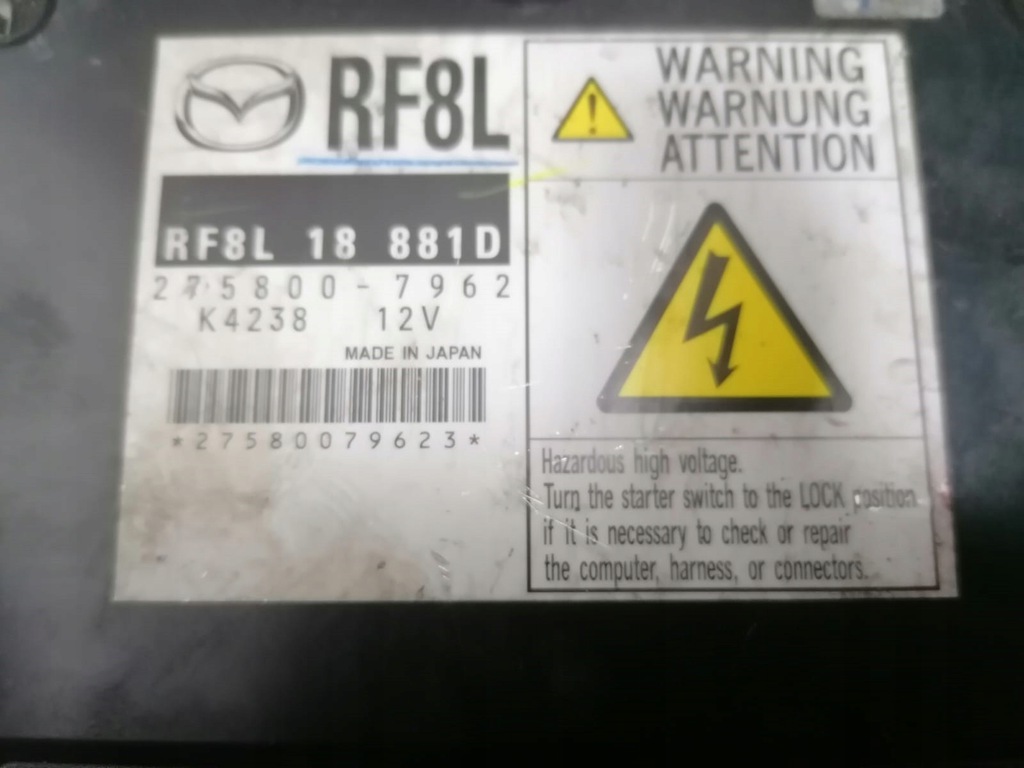 RF8L
RF8L 18 881D
275800-7962
K4238 12V
MADE IN JAPAN
*27580079623*
WARNING
WARNUNG
ATTENTION
Hazardous high voltage.
Turn the starter switch to the LOCK position
if it is necessary to check or repair
the computer, harness, or connectors.